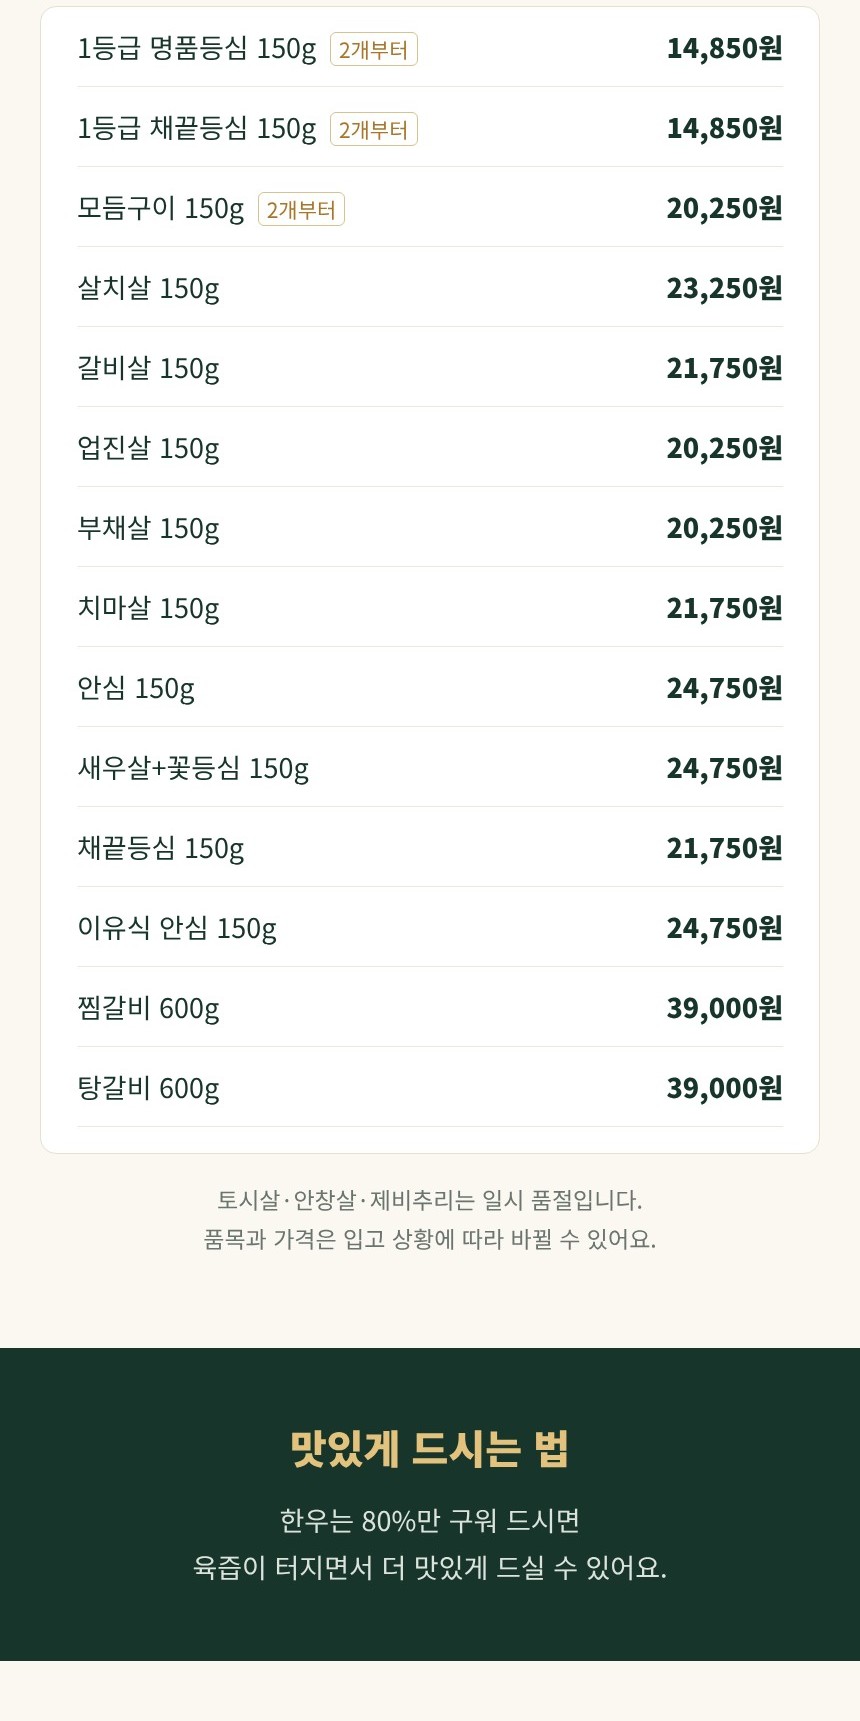 1등급 명품등심 150g 2개부터 14,850원
1등급 채끝등심 150g 2개부터 14,850원
모듬구이 150g 2개부터 20,250원
살치살 150g 23,250원
갈비살 150g 21,750원
업진살 150g 20,250원
부채살 150g 20,250원
치마살 150g 21,750원
안심 150g 24,750원
새우살+꽃등심 150g 24,750원
채끝등심 150g 21,750원
이유식 안심 150g 24,750원
찜갈비 600g 39,000원
탕갈비 600g 39,000원
토시살·안창살·제비추리는 일시 품절입니다.
품목과 가격은 입고 상황에 따라 바뀔 수 있어요.
맛있게 드시는 법
한우는 80%만 구워 드시면
육즙이 터지면서 더 맛있게 드실 수 있어요.